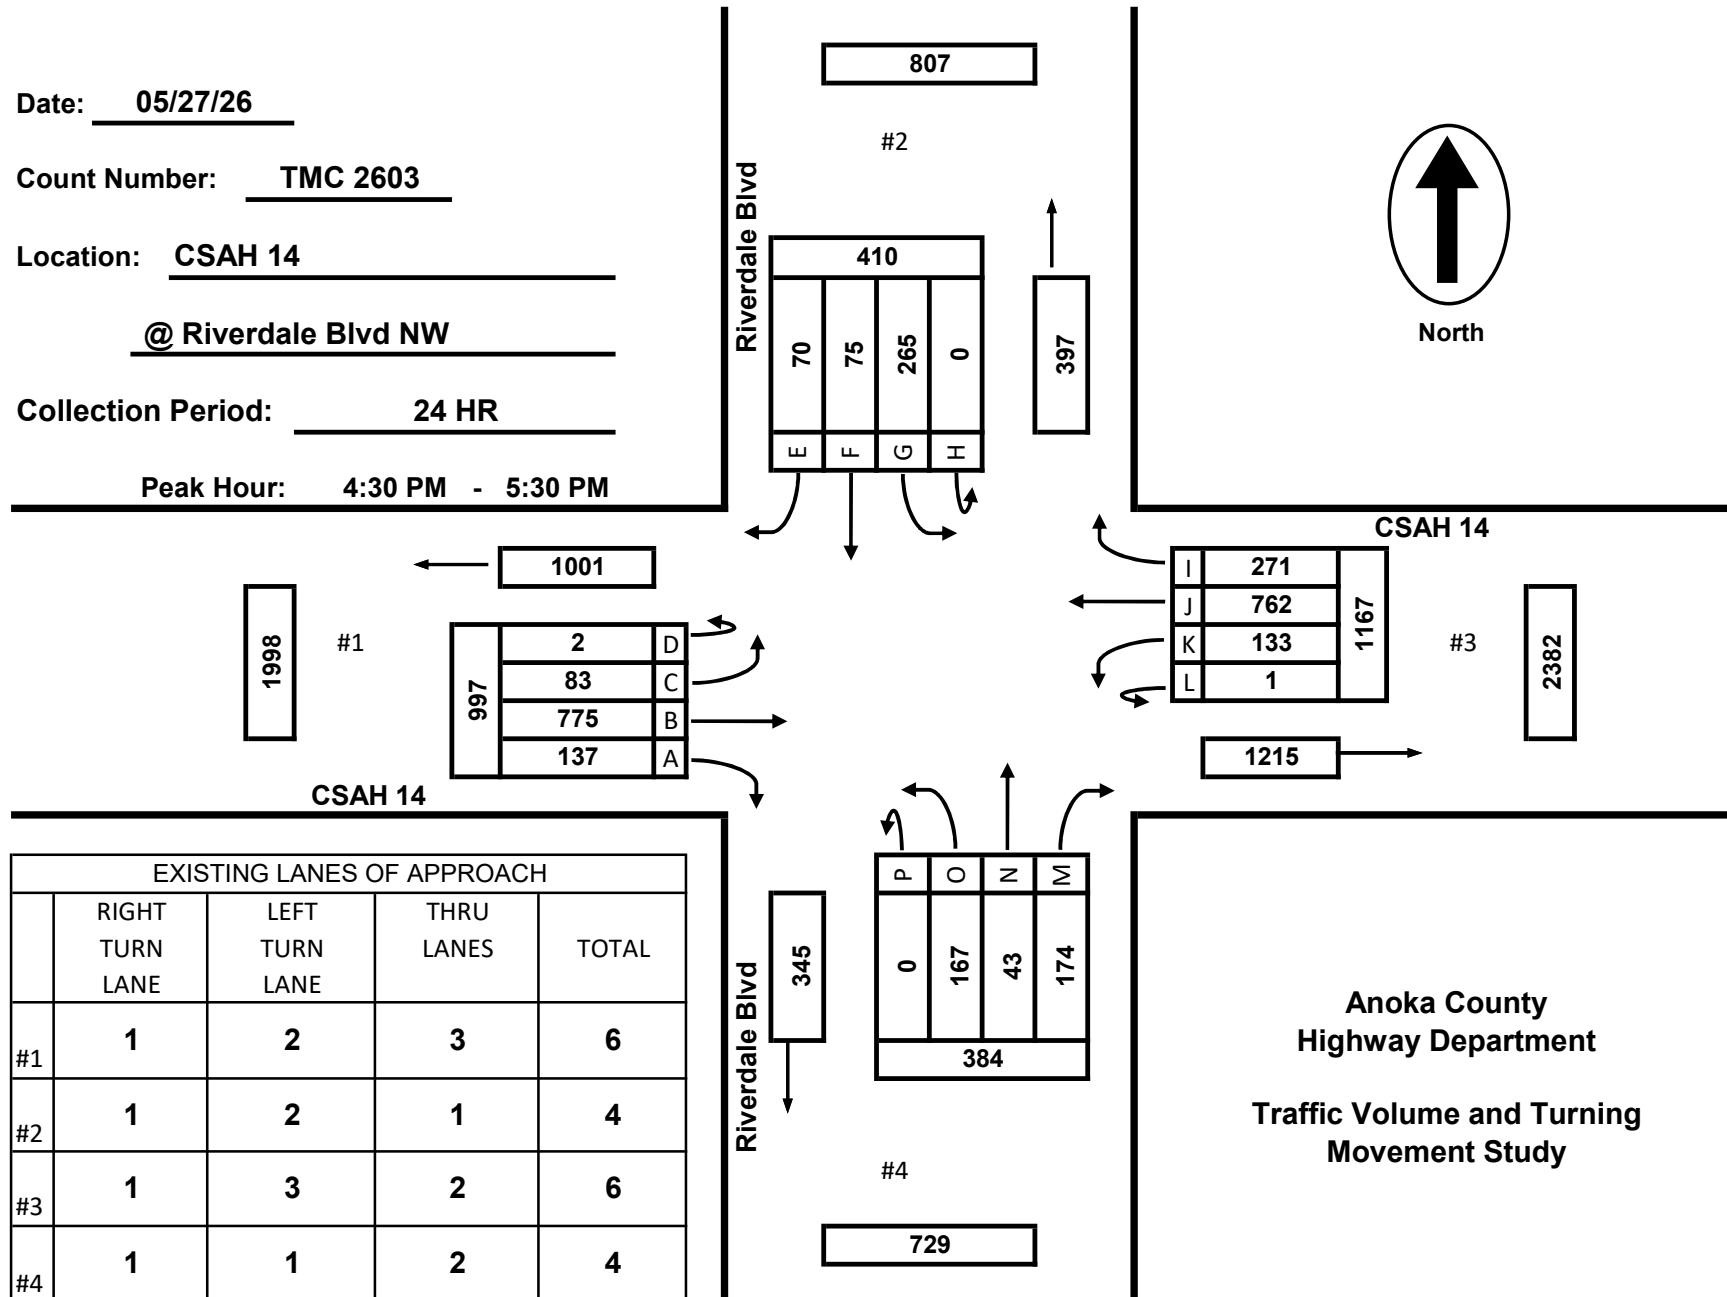 Date: 05/27/26
Count Number: TMC 2603
Location: CSAH 14
@ Riverdale Blvd NW
Collection Period: 24 HR
Peak Hour: 4:30 PM - 5:30 PM
807
#2
Riverdale Blvd
410
70 75 265 0
E F G H
397
North
CSAH 14
1001
1998
#1
997
2 D
83 C
775 B
137 A
CSAH 14
I 271
J 762
K 133
L 1
1167
#3
2382
1215
EXISTING LANES OF APPROACH
RIGHT TURN LANE
LEFT TURN LANE
THRU LANES
TOTAL
#1 1 2 3 6
#2 1 2 1 4
#3 1 3 2 6
#4 1 1 2 4
Riverdale Blvd
345
P O N M
0 167 43 174
384
#4
729
Anoka County
Highway Department
Traffic Volume and Turning
Movement Study